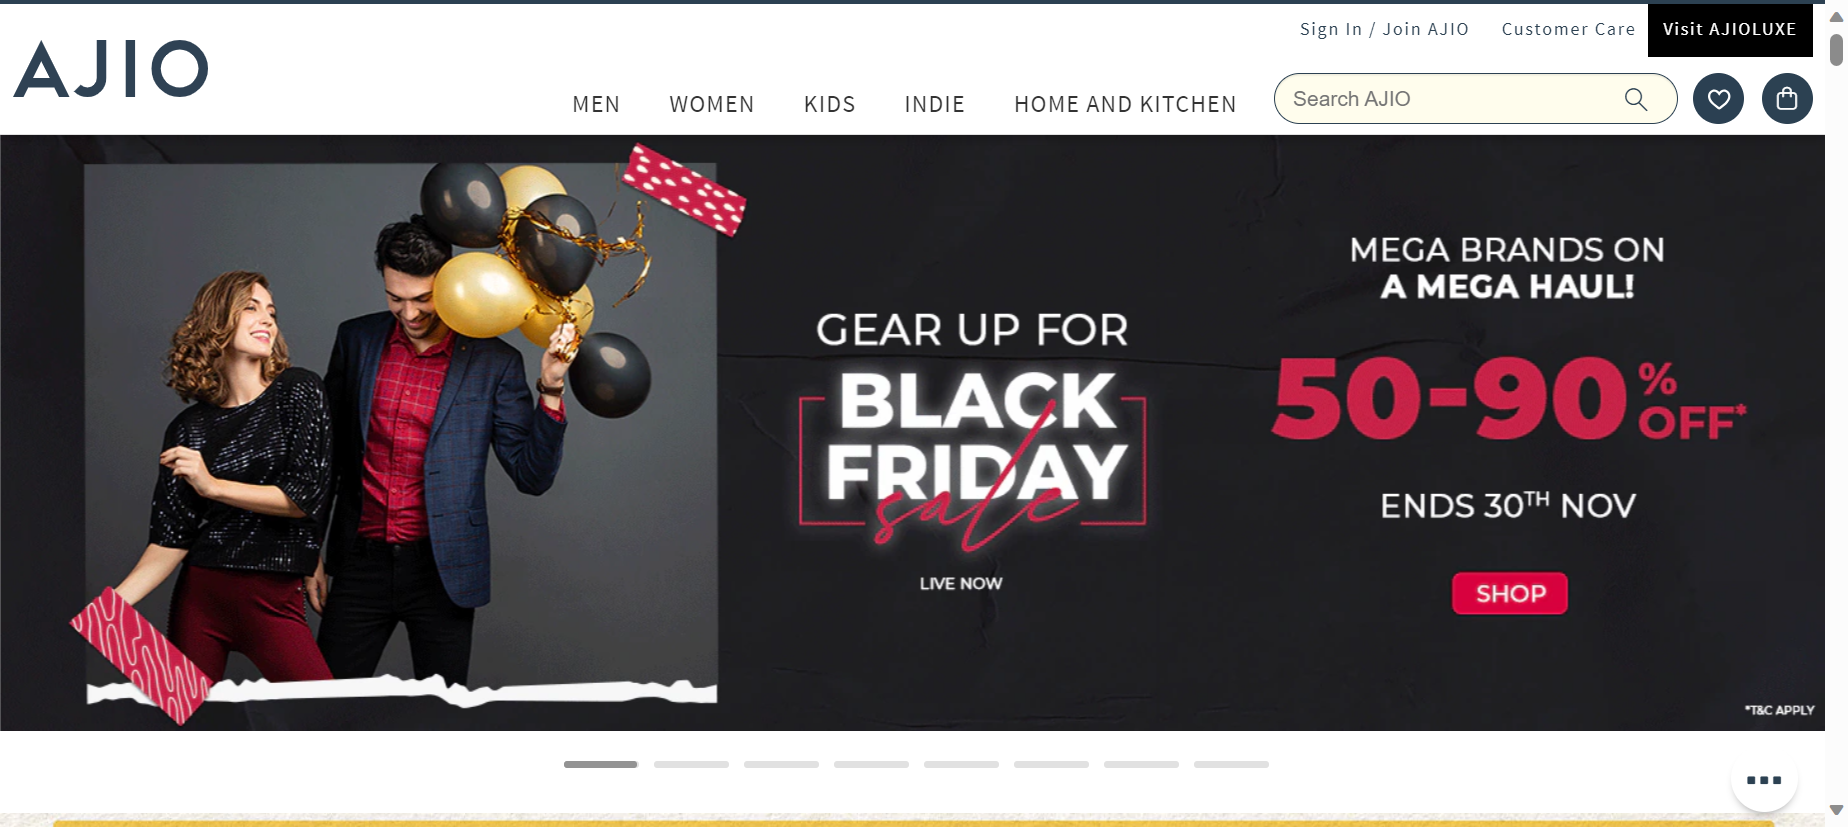 Sign In / Join AJIO
Customer Care
Visit AJIOLUXE
AJIO
MEN
WOMEN
KIDS
INDIE
HOME AND KITCHEN
Search AJIO
GEAR UP FOR
BLACK
FRIDAY
sale
LIVE NOW
MEGA BRANDS ON
A MEGA HAUL!
50-90% OFF*
ENDS 30TH NOV
SHOP
*T&C APPLY